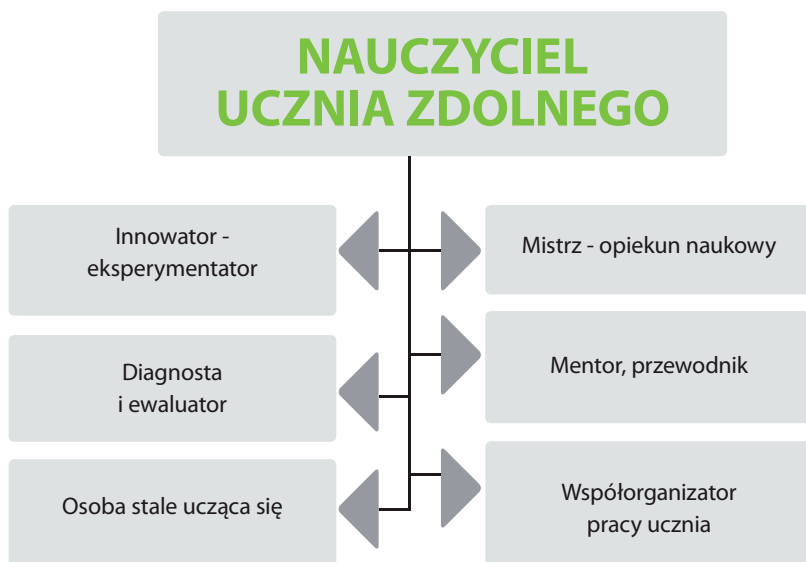 NAUCZYCIEL
UCZNIA ZDOLNEGO
Innowator -
eksperymentator
Mistrz - opiekun naukowy
Diagnosta
i ewaluator
Mentor, przewodnik
Osoba stale ucząca się
Współorganizator
pracy ucznia